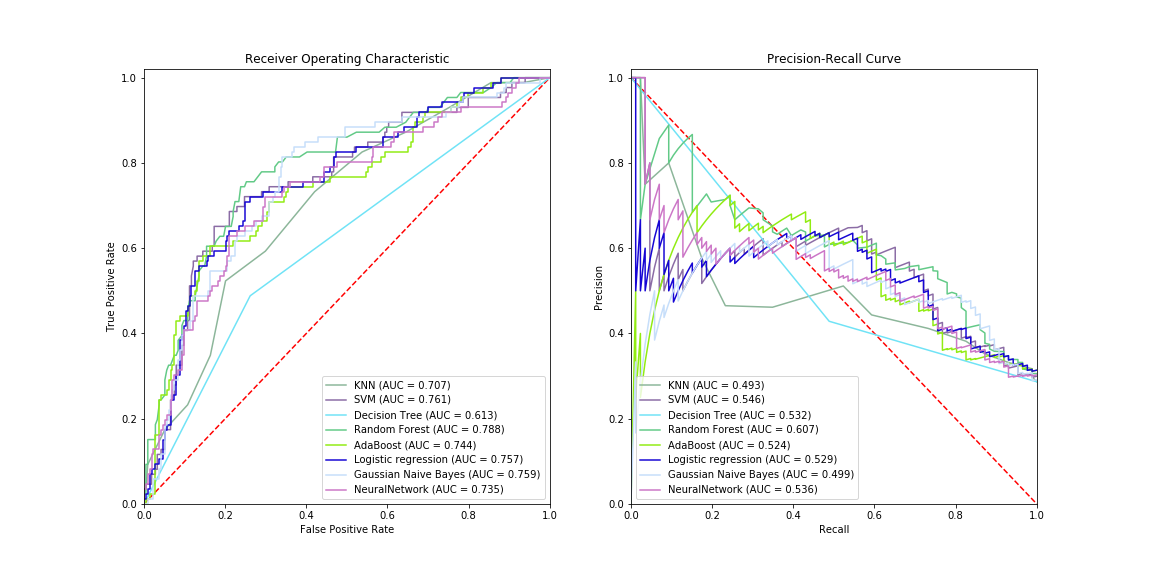 Receiver Operating Characteristic
1.0
0.8
0.6
0.4
0.2
0.0
True Positive Rate
KNN (AUC = 0.707)
SVM (AUC = 0.761)
Decision Tree (AUC = 0.613)
Random Forest (AUC = 0.788)
AdaBoost (AUC = 0.744)
Logistic regression (AUC = 0.757)
Gaussian Naive Bayes (AUC = 0.759)
NeuralNetwork (AUC = 0.735)
0.0 0.2 0.4 0.6 0.8 1.0
False Positive Rate
Precision-Recall Curve
1.0
0.8
0.6
0.4
0.2
0.0
Precision
KNN (AUC = 0.493)
SVM (AUC = 0.546)
Decision Tree (AUC = 0.532)
Random Forest (AUC = 0.607)
AdaBoost (AUC = 0.524)
Logistic regression (AUC = 0.529)
Gaussian Naive Bayes (AUC = 0.499)
NeuralNetwork (AUC = 0.536)
0.0 0.2 0.4 0.6 0.8 1.0
Recall